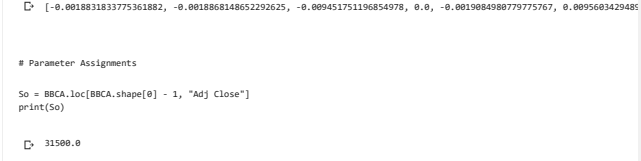 [-0.0018831833775361882, -0.0018868148652292625, -0.009451751196854978, 0.0, -0.0019084980779775767, 0.0095603429489
# Parameter Assignments
So = BBCA.loc[BBCA.shape[0] - 1, "Adj Close"]
print(So)
31500.0